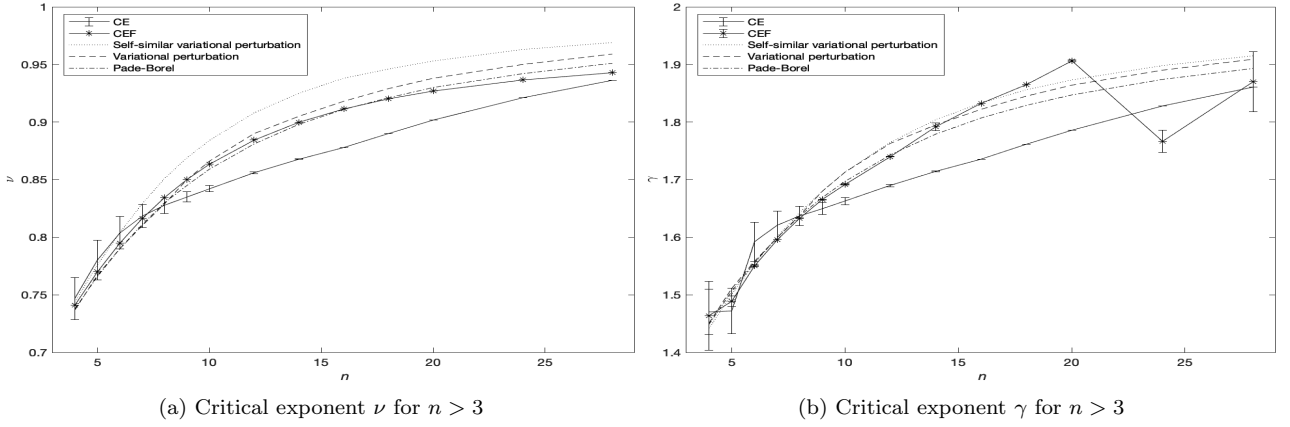 1
0.95
0.9
0.85
0.8
0.75
0.7
ν
5
10
15
20
25
n
CE
CEF
Self-similar variational perturbation
Variational perturbation
Pade-Borel
(a) Critical exponent ν for n > 3
2
1.9
1.8
1.7
1.6
1.5
1.4
γ
5
10
15
20
25
n
CE
CEF
Self-similar variational perturbation
Variational perturbation
Pade-Borel
(b) Critical exponent γ for n > 3